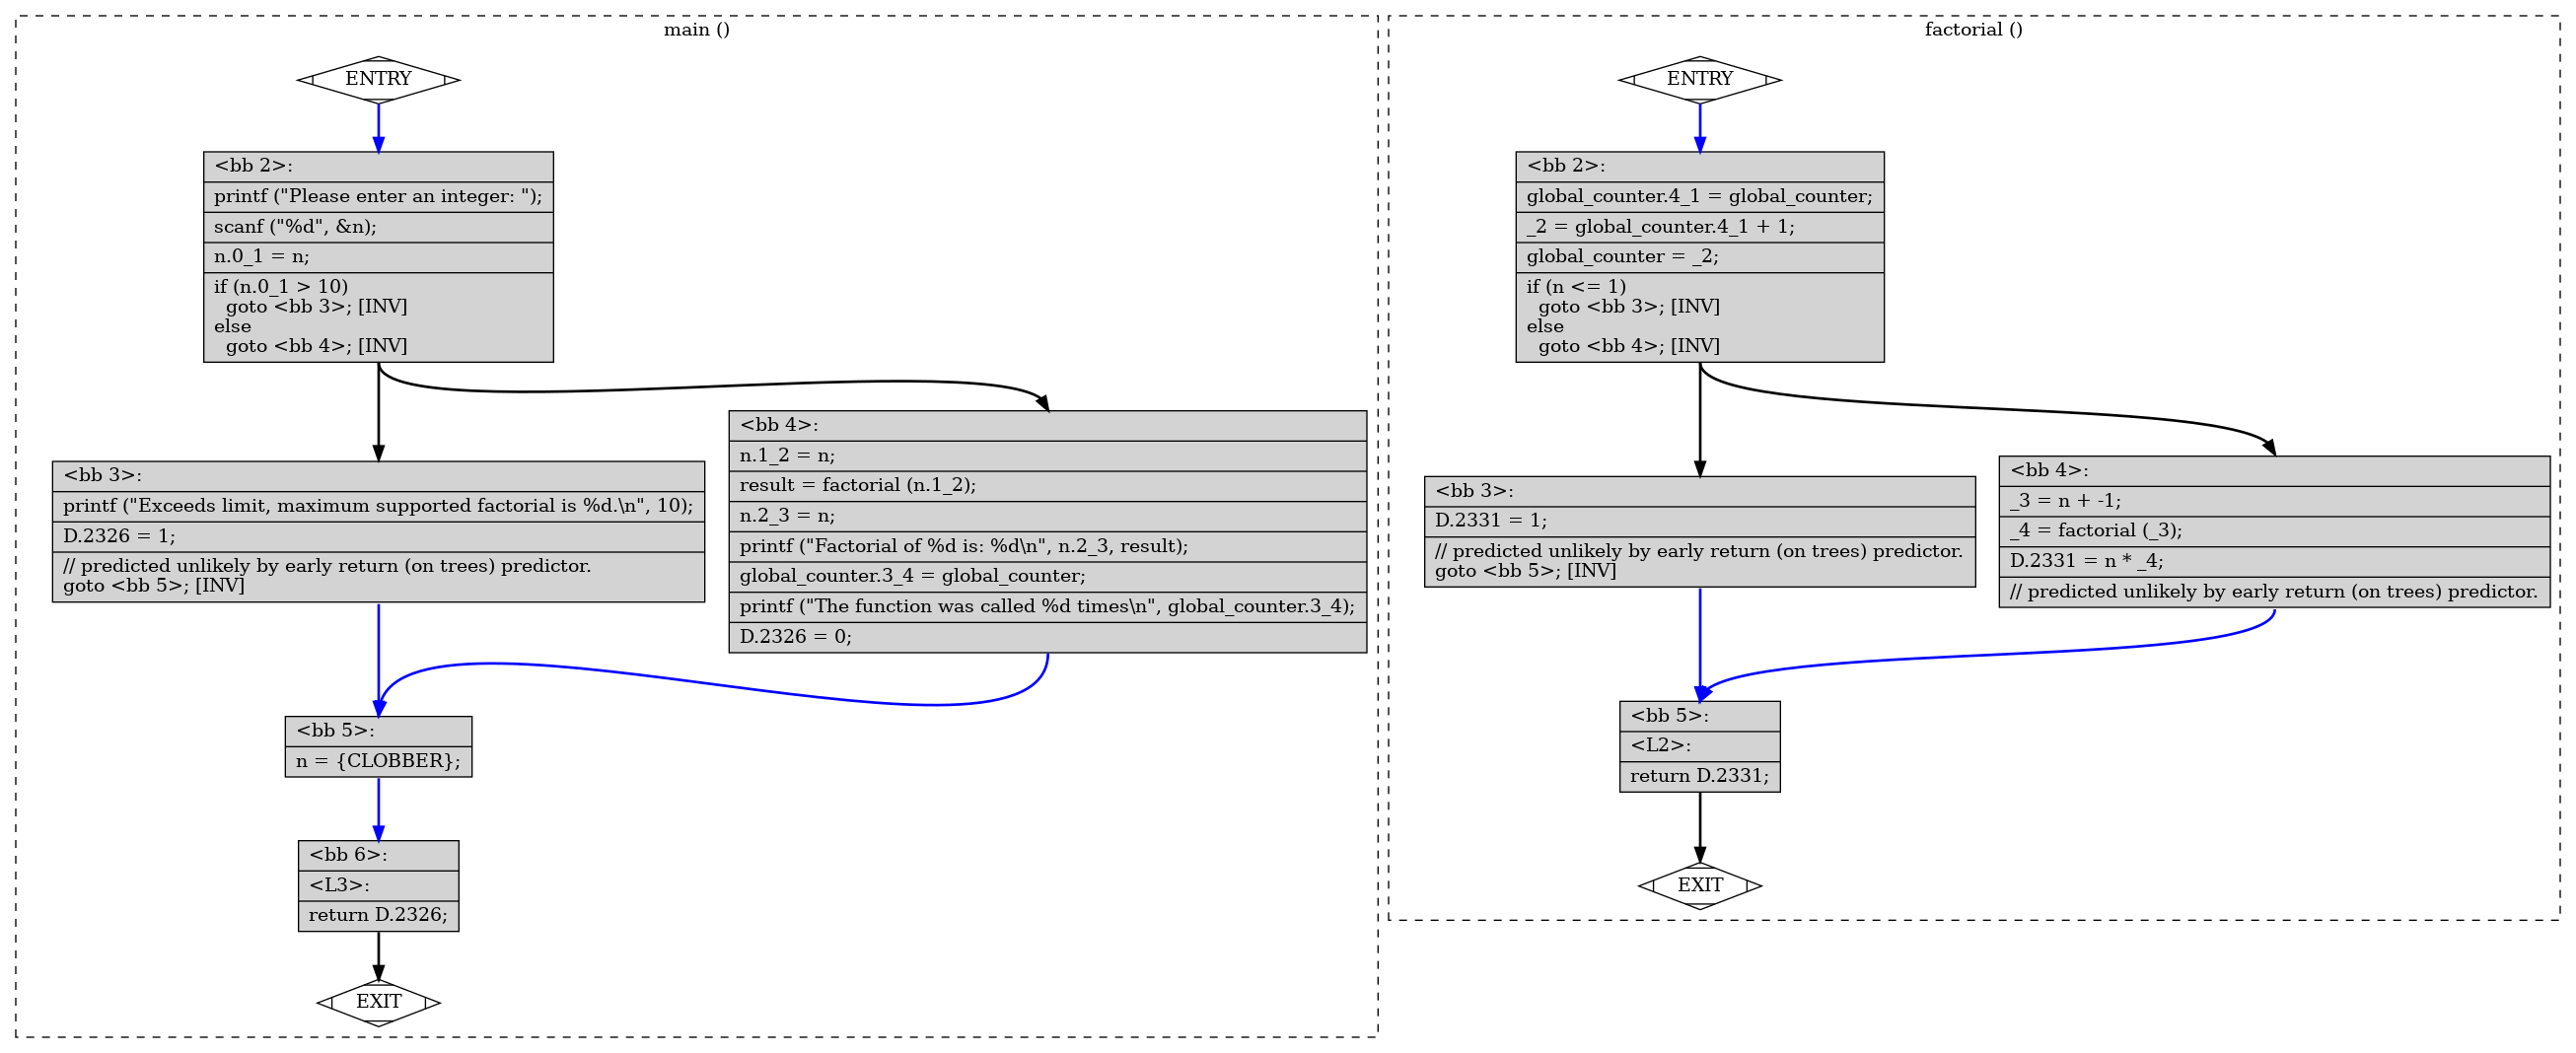 main ()
ENTRY
<bb 2>:
printf ("Please enter an integer: ");
scanf ("%d", &n);
n.0_1 = n;
if (n.0_1 > 10)
  goto <bb 3>; [INV]
else
  goto <bb 4>; [INV]
<bb 3>:
printf ("Exceeds limit, maximum supported factorial is %d.\n", 10);
D.2326 = 1;
// predicted unlikely by early return (on trees) predictor.
goto <bb 5>; [INV]
<bb 4>:
n.1_2 = n;
result = factorial (n.1_2);
n.2_3 = n;
printf ("Factorial of %d is: %d\n", n.2_3, result);
global_counter.3_4 = global_counter;
printf ("The function was called %d times\n", global_counter.3_4);
D.2326 = 0;
<bb 5>:
n = {CLOBBER};
<bb 6>:
<L3>:
return D.2326;
EXIT
factorial ()
ENTRY
<bb 2>:
global_counter.4_1 = global_counter;
_2 = global_counter.4_1 + 1;
global_counter = _2;
if (n <= 1)
  goto <bb 3>; [INV]
else
  goto <bb 4>; [INV]
<bb 3>:
D.2331 = 1;
// predicted unlikely by early return (on trees) predictor.
goto <bb 5>; [INV]
<bb 4>:
_3 = n + -1;
_4 = factorial (_3);
D.2331 = n * _4;
// predicted unlikely by early return (on trees) predictor.
<bb 5>:
<L2>:
return D.2331;
EXIT